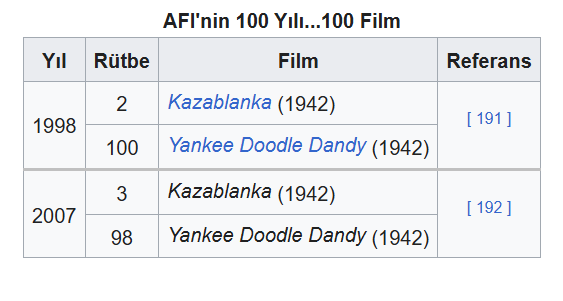 AFI'nin 100 Yılı...100 Film
Yıl Rütbe Film Referans
1998 2 Kazablanka (1942) [ 191 ]
100 Yankee Doodle Dandy (1942)
2007 3 Kazablanka (1942) [ 192 ]
98 Yankee Doodle Dandy (1942)